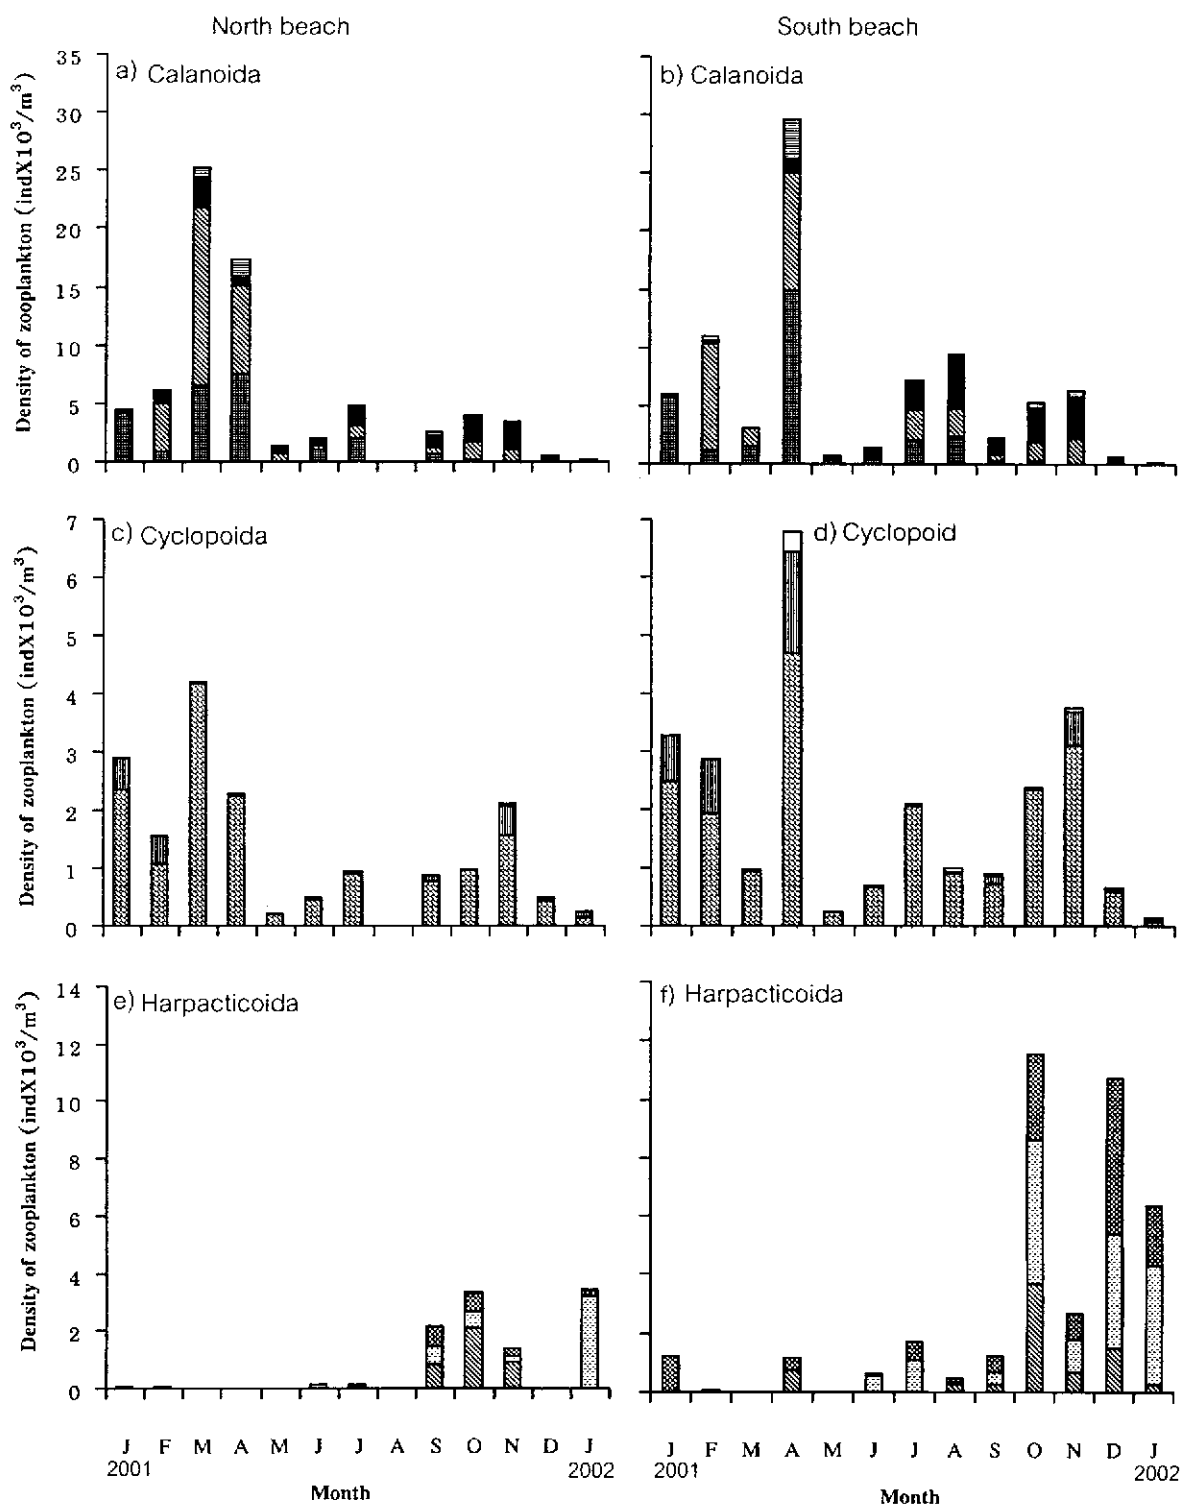 North beach
South beach
Density of zooplankton (indX10³/m³)
35
30
25
20
15
10
5
0
a) Calanoida
b) Calanoida
Density of zooplankton (indX10³/m³)
7
6
5
4
3
2
1
0
c) Cyclopoida
d) Cyclopoid
Density of zooplankton (indX10³/m³)
14
12
10
8
6
4
2
0
e) Harpacticoida
f) Harpacticoida
J F M A M J J A S O N D J
2001 2002
Month
J F M A M J J A S O N D J
2001 2002
Month